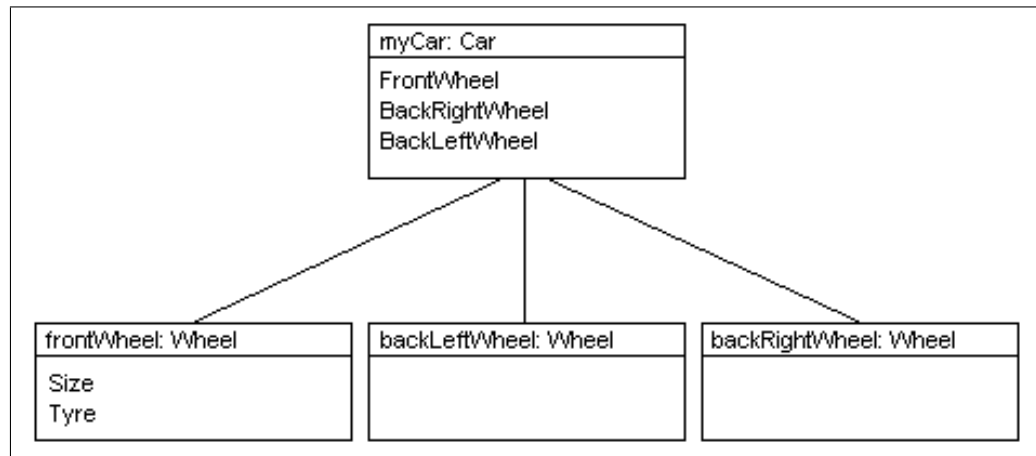 myCar: Car
FrontWheel
BackRightWheel
BackLeftWheel
frontWheel: Wheel
Size
Tyre
backLeftWheel: Wheel
backRightWheel: Wheel